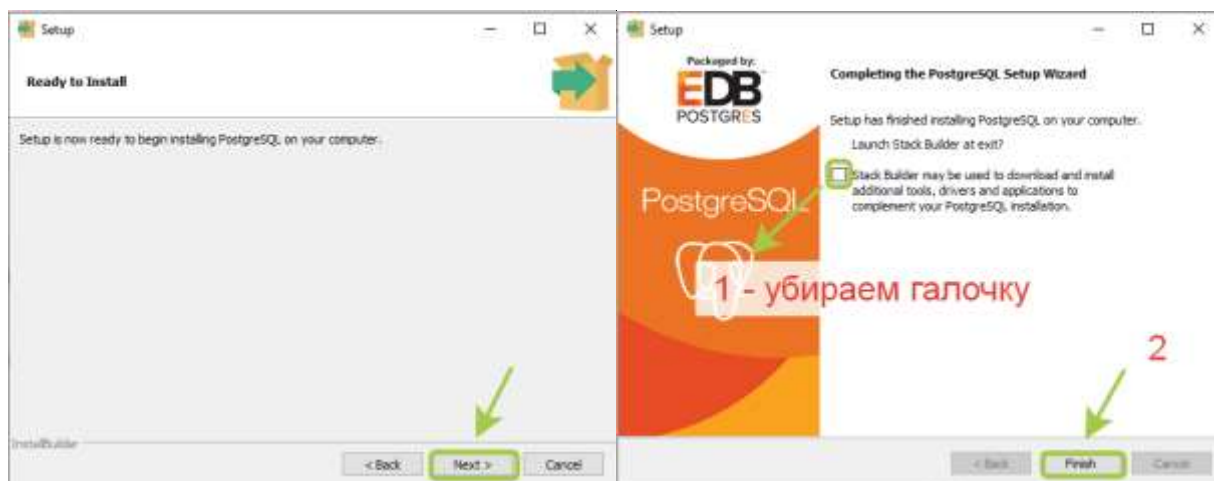 Setup
Ready to Install
Setup is now ready to begin installing PostgreSQL on your computer.
InstallBuilder
< Back
Next >
Cancel
Setup
Packaged by:
EDB
POSTGRES
PostgreSQL
Completing the PostgreSQL Setup Wizard
Setup has finished installing PostgreSQL on your computer.
Launch Stack Builder at exit?
Stack Builder may be used to download and install
additional tools, drivers and applications to
complement your PostgreSQL installation.
1 - убираем галочку
2
< Back
Finish
Cancel